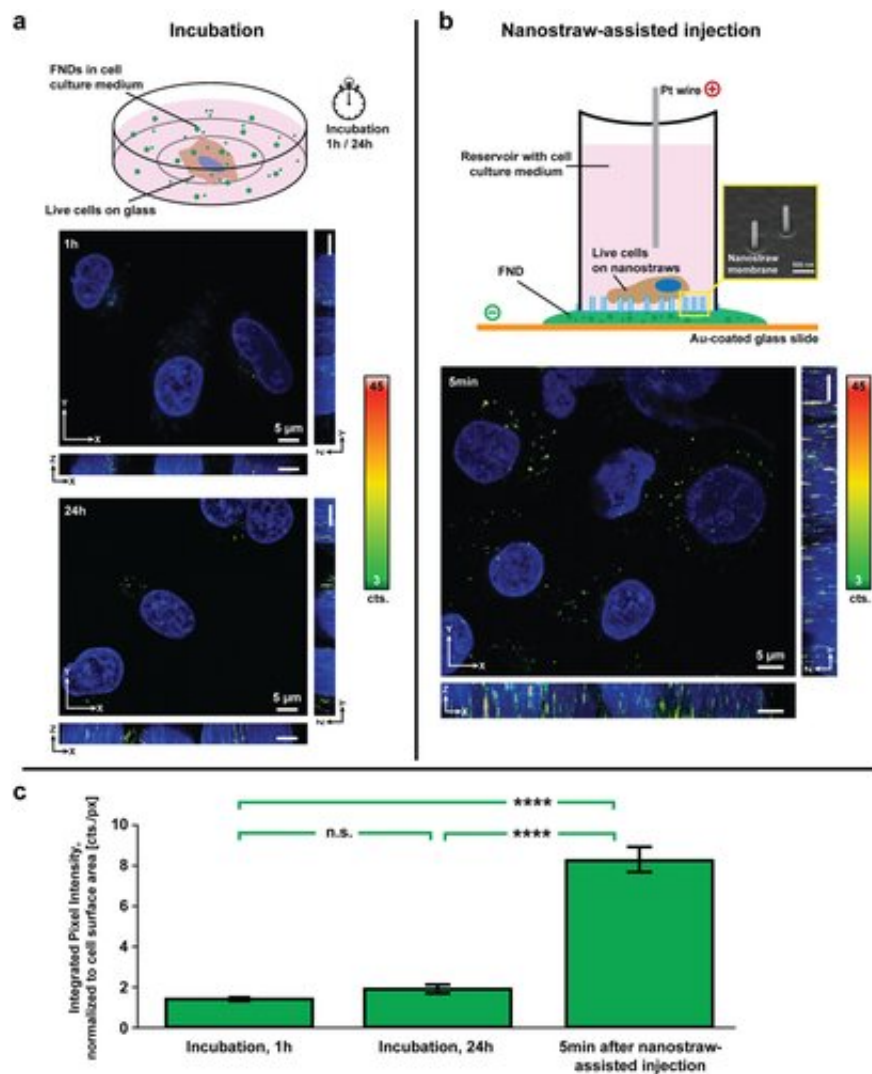 a
Incubation
FNDs in cell
culture medium
Incubation
1h / 24h
Live cells on glass
1h
Y
X
5 µm
Z
Y
Z
X
24h
Y
X
5 µm
Z
Y
Z
X
45
3
cts.
b
Nanostraw-assisted injection
Pt wire +
Reservoir with cell
culture medium
Live cells
on nanostraws
Nanostraw
membrane
FND
Au-coated glass slide
5min
Y
X
5 µm
Z
Y
Z
X
45
3
cts.
c
Integrated Pixel Intensity,
normalized to cell surface area [cts./px]
10
8
6
4
2
0
****
n.s.
****
Incubation, 1h
Incubation, 24h
5min after nanostraw-
assisted injection